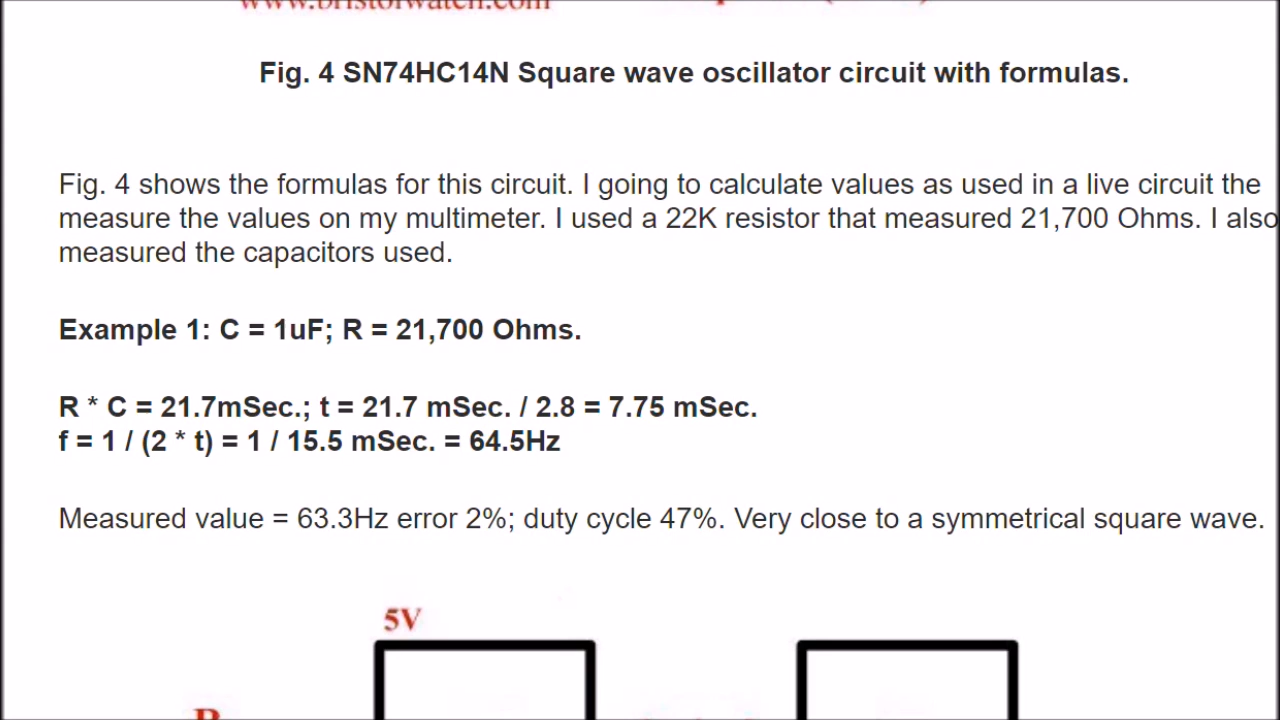 www.bristolwatch.com
Fig. 4 SN74HC14N Square wave oscillator circuit with formulas.
Fig. 4 shows the formulas for this circuit. I going to calculate values as used in a live circuit the
measure the values on my multimeter. I used a 22K resistor that measured 21,700 Ohms. I also
measured the capacitors used.
Example 1: C = 1uF; R = 21,700 Ohms.
R * C = 21.7mSec.; t = 21.7 mSec. / 2.8 = 7.75 mSec.
f = 1 / (2 * t) = 1 / 15.5 mSec. = 64.5Hz
Measured value = 63.3Hz error 2%; duty cycle 47%. Very close to a symmetrical square wave.
5V